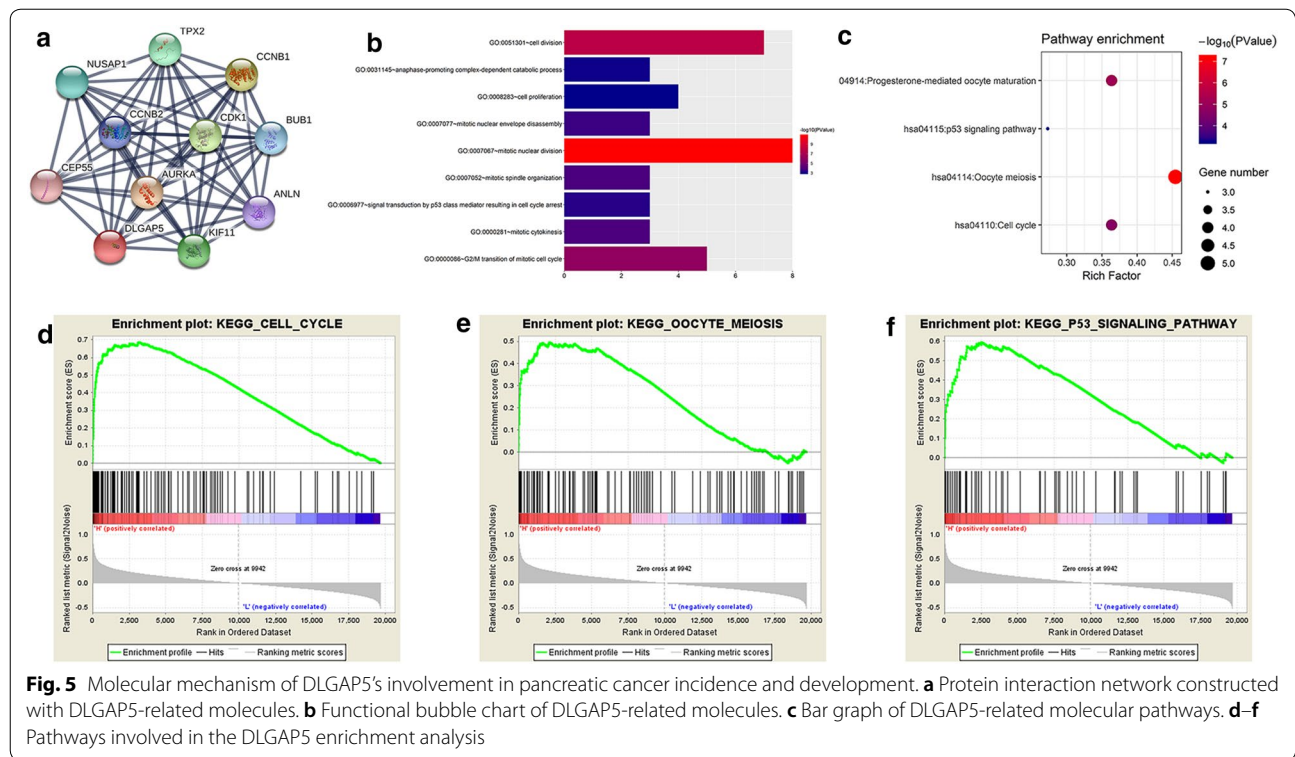 a
TPX2
NUSAP1
CCNB1
CCNB2
CDK1
BUB1
CEP55
AURKA
ANLN
DLGAP5
KIF11
b
GO:0051301~cell division
GO:0031145~anaphase-promoting complex-dependent catabolic process
GO:0008283~cell proliferation
GO:0007077~mitotic nuclear envelope disassembly
GO:0007067~mitotic nuclear division
GO:0007052~mitotic spindle organization
GO:0006977~signal transduction by p53 class mediator resulting in cell cycle arrest
GO:0000281~mitotic cytokinesis
GO:0000086~G2/M transition of mitotic cell cycle
0 2 4 6 8
-log10(PValue)
c
Pathway enrichment
04914:Progesterone-mediated oocyte maturation
hsa04115:p53 signaling pathway
hsa04114:Oocyte meiosis
hsa04110:Cell cycle
0.30 0.35 0.40 0.45
Rich Factor
−log10(PValue)
7
6
5
4
Gene number
3.0
3.5
4.0
4.5
5.0
d
Enrichment plot: KEGG_CELL_CYCLE
Enrichment score (ES)
0.7
0.6
0.5
0.4
0.3
0.2
0.1
0.0
'H' (positively correlated)
Ranked list metric (Signal2Noise)
1.0
0.5
0.0
-0.5
Zero cross at 9942
'L' (negatively correlated)
0 2,500 5,000 7,500 10,000 12,500 15,000 17,500 20,000
Rank in Ordered Dataset
Enrichment profile Hits Ranking metric scores
e
Enrichment plot: KEGG_OOCYTE_MEIOSIS
Enrichment score (ES)
0.5
0.4
0.3
0.2
0.1
0.0
'H' (positively correlated)
Ranked list metric (Signal2Noise)
1.0
0.5
0.0
-0.5
Zero cross at 9942
'L' (negatively correlated)
0 2,500 5,000 7,500 10,000 12,500 15,000 17,500 20,000
Rank in Ordered Dataset
Enrichment profile Hits Ranking metric scores
f
Enrichment plot: KEGG_P53_SIGNALING_PATHWAY
Enrichment score (ES)
0.6
0.5
0.4
0.3
0.2
0.1
0.0
'H' (positively correlated)
Ranked list metric (Signal2Noise)
1.0
0.5
0.0
-0.5
Zero cross at 9942
'L' (negatively correlated)
0 2,500 5,000 7,500 10,000 12,500 15,000 17,500 20,000
Rank in Ordered Dataset
Enrichment profile Hits Ranking metric scores
Fig. 5 Molecular mechanism of DLGAP5's involvement in pancreatic cancer incidence and development. a Protein interaction network constructed
with DLGAP5-related molecules. b Functional bubble chart of DLGAP5-related molecules. c Bar graph of DLGAP5-related molecular pathways. d–f
Pathways involved in the DLGAP5 enrichment analysis